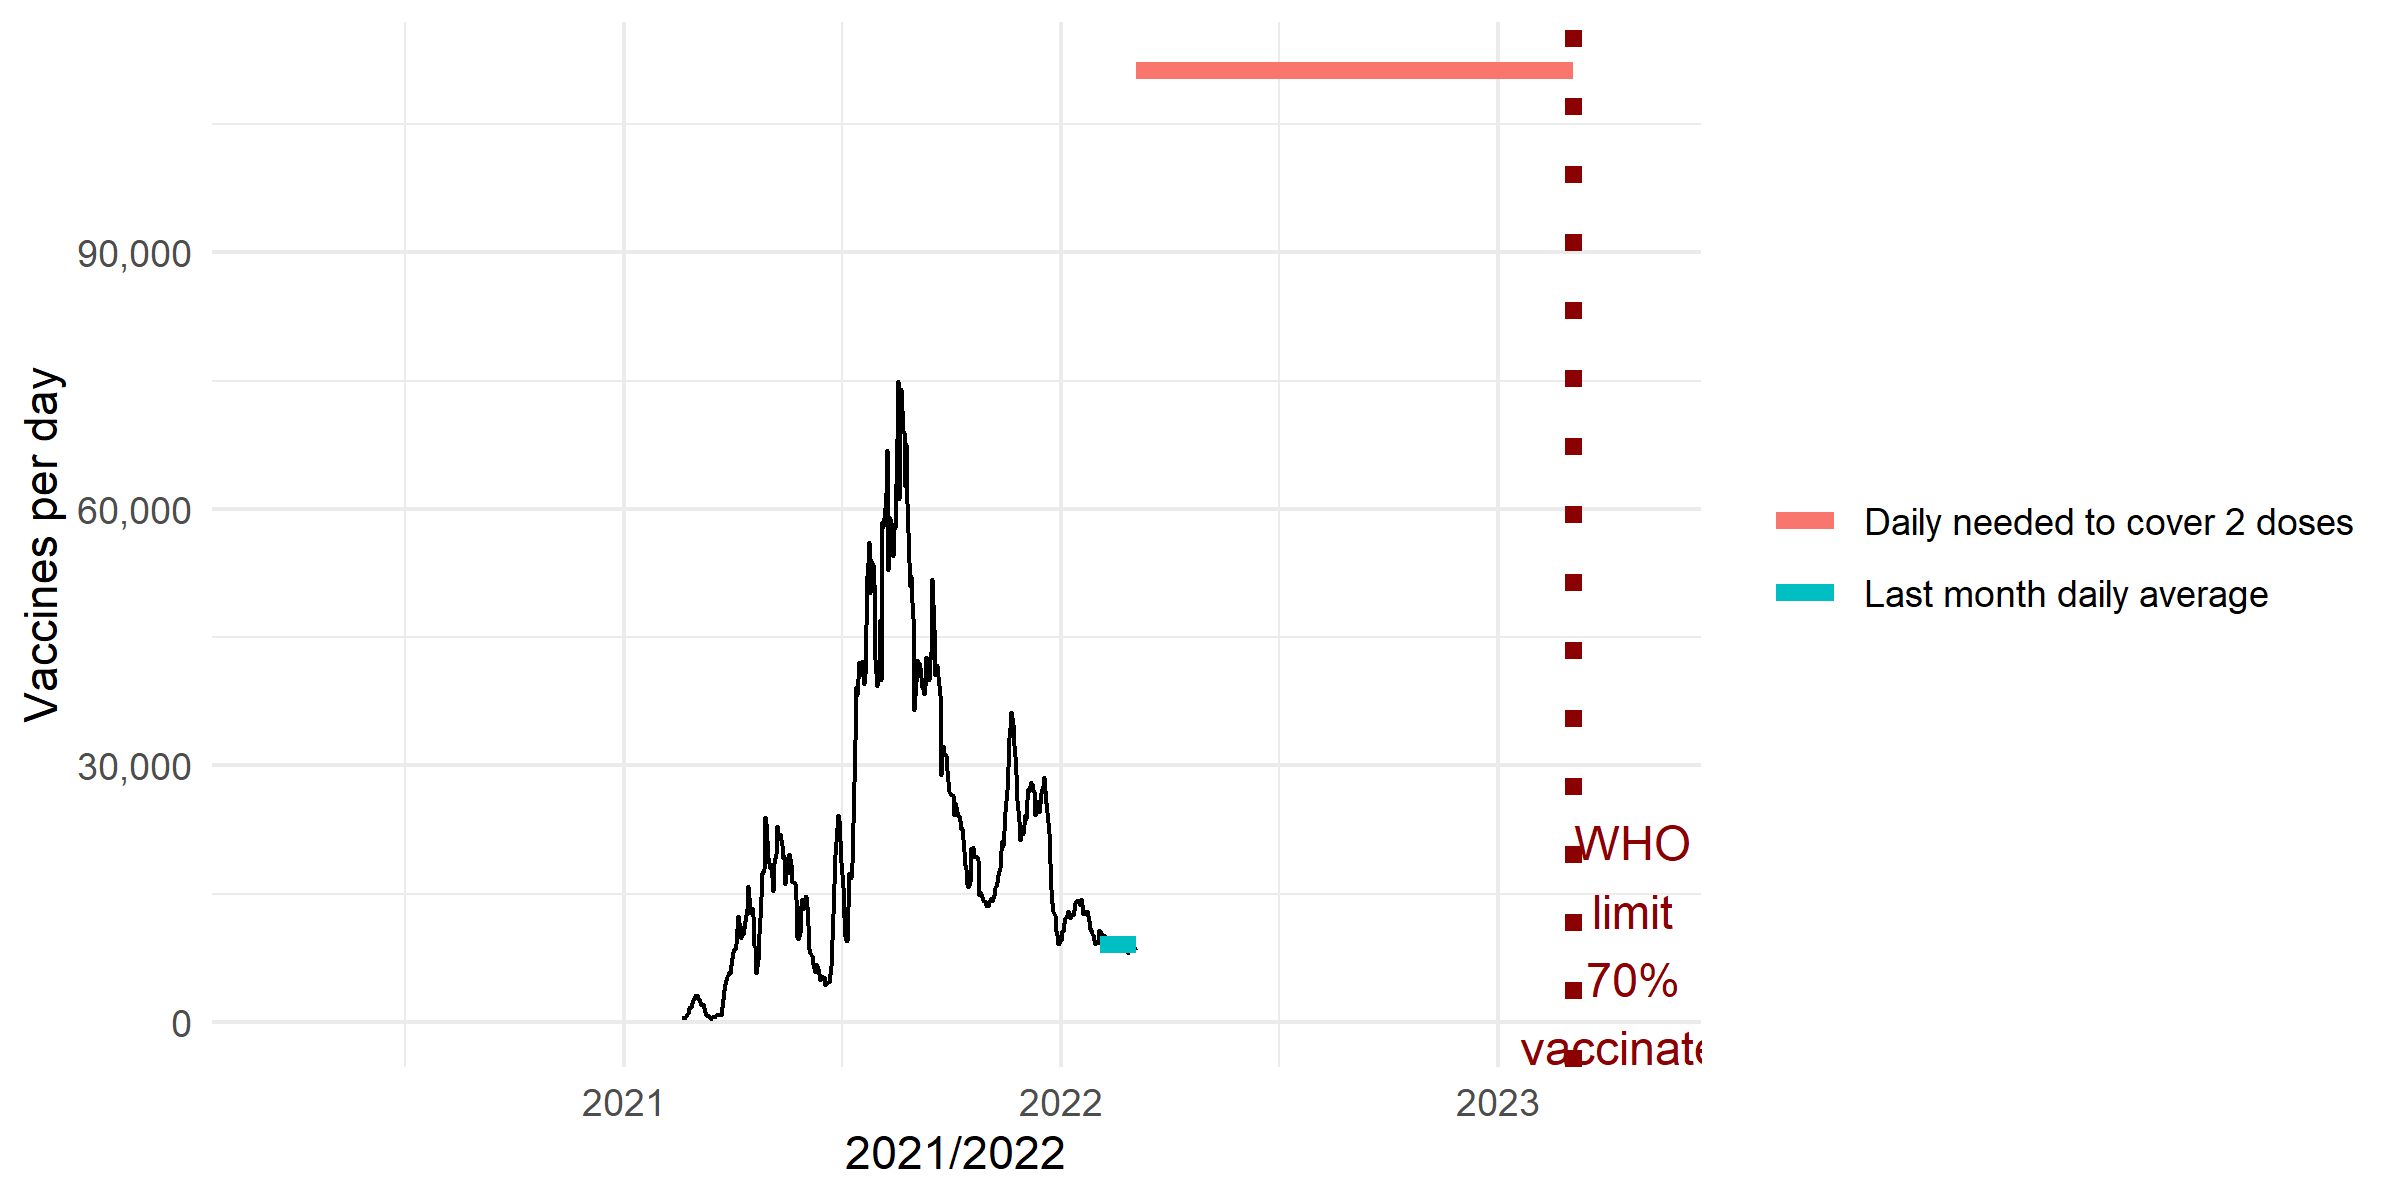 Vaccines per day
90,000
60,000
30,000
0
WHO
limit
70%
vaccinate
2021
2022
2023
2021/2022
Daily needed to cover 2 doses
Last month daily average